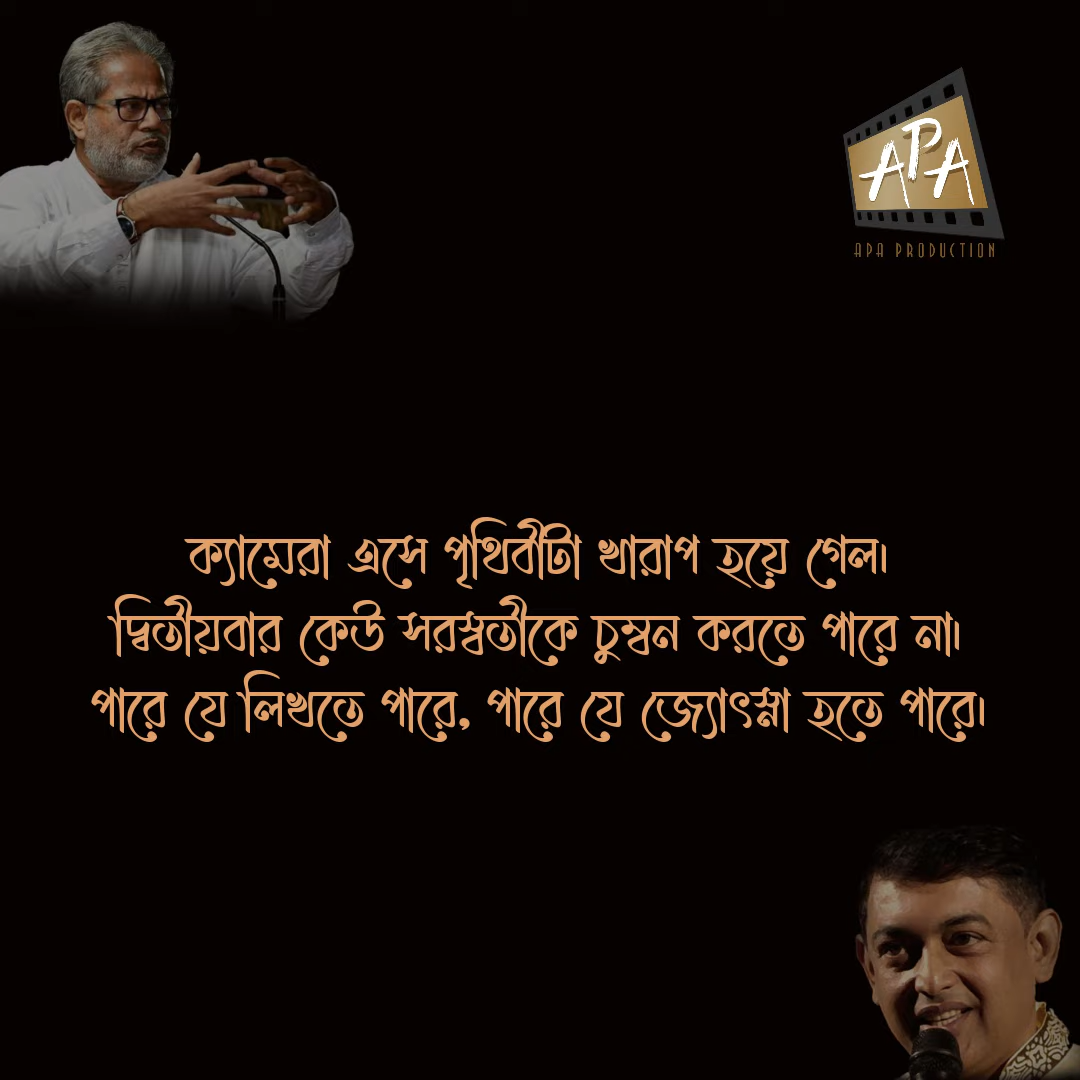 APA
APA PRODUCTION
ক্যামেরা এসে পৃথিবীটা খারাপ হয়ে গেল।
দ্বিতীয়বার কেউ সরস্বতীকে চুম্বন করতে পারে না।
পারে যে লিখতে পারে, পারে যে জ্যোৎস্না হতে পারে।